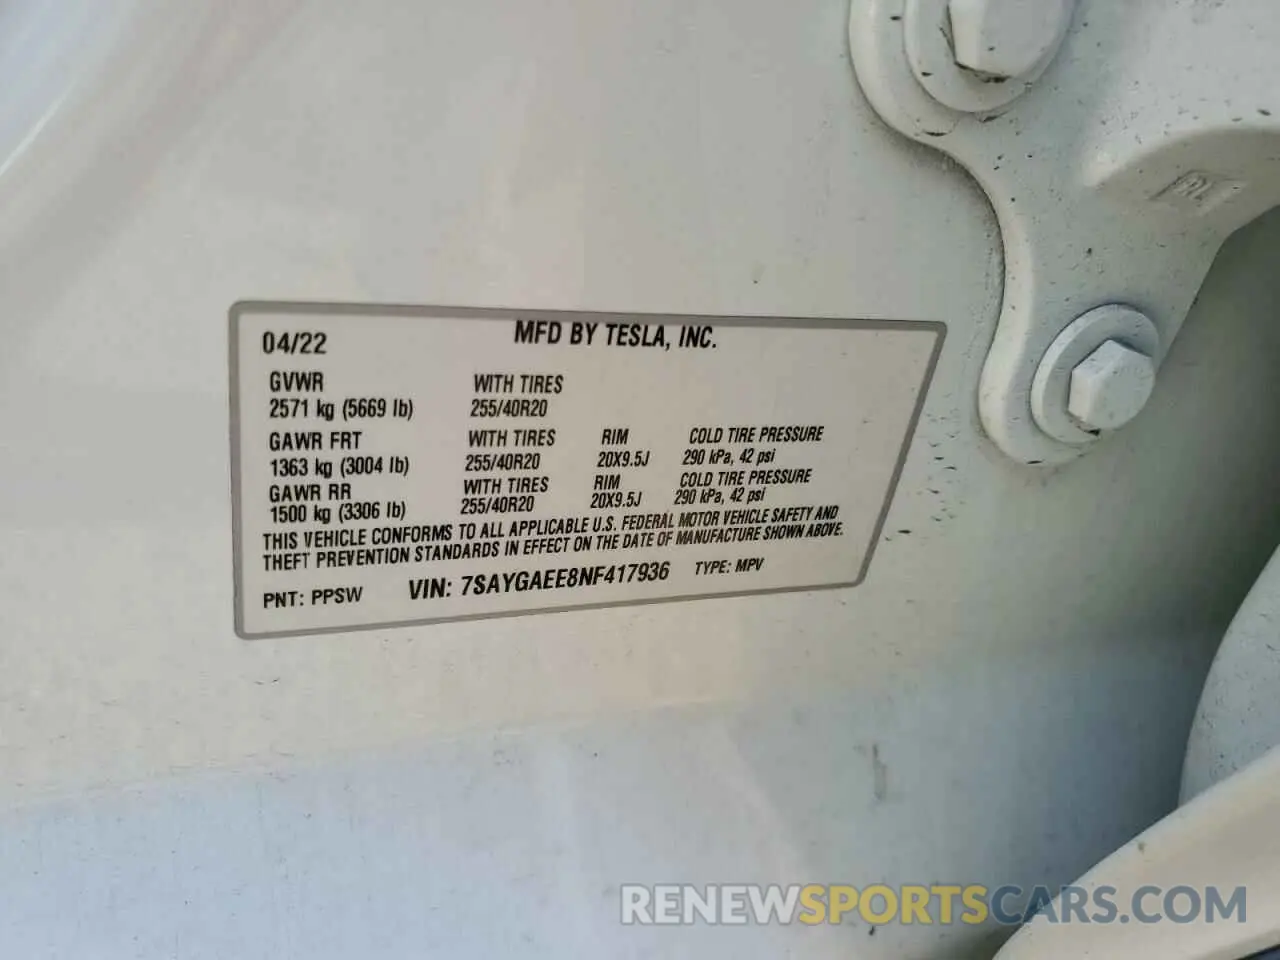 04/22 MFD BY TESLA, INC.
GVWR WITH TIRES
2571 kg (5669 lb) 255/40R20
GAWR FRT WITH TIRES RIM COLD TIRE PRESSURE
1363 kg (3004 lb) 255/40R20 20X9.5J 290 kPa, 42 psi
GAWR RR WITH TIRES RIM COLD TIRE PRESSURE
1500 kg (3306 lb) 255/40R20 20X9.5J 290 kPa, 42 psi
THIS VEHICLE CONFORMS TO ALL APPLICABLE U.S. FEDERAL MOTOR VEHICLE SAFETY AND
THEFT PREVENTION STANDARDS IN EFFECT ON THE DATE OF MANUFACTURE SHOWN ABOVE.
PNT: PPSW VIN: 7SAYGAEE8NF417936 TYPE: MPV
RENEWSPORTSCARS.COM